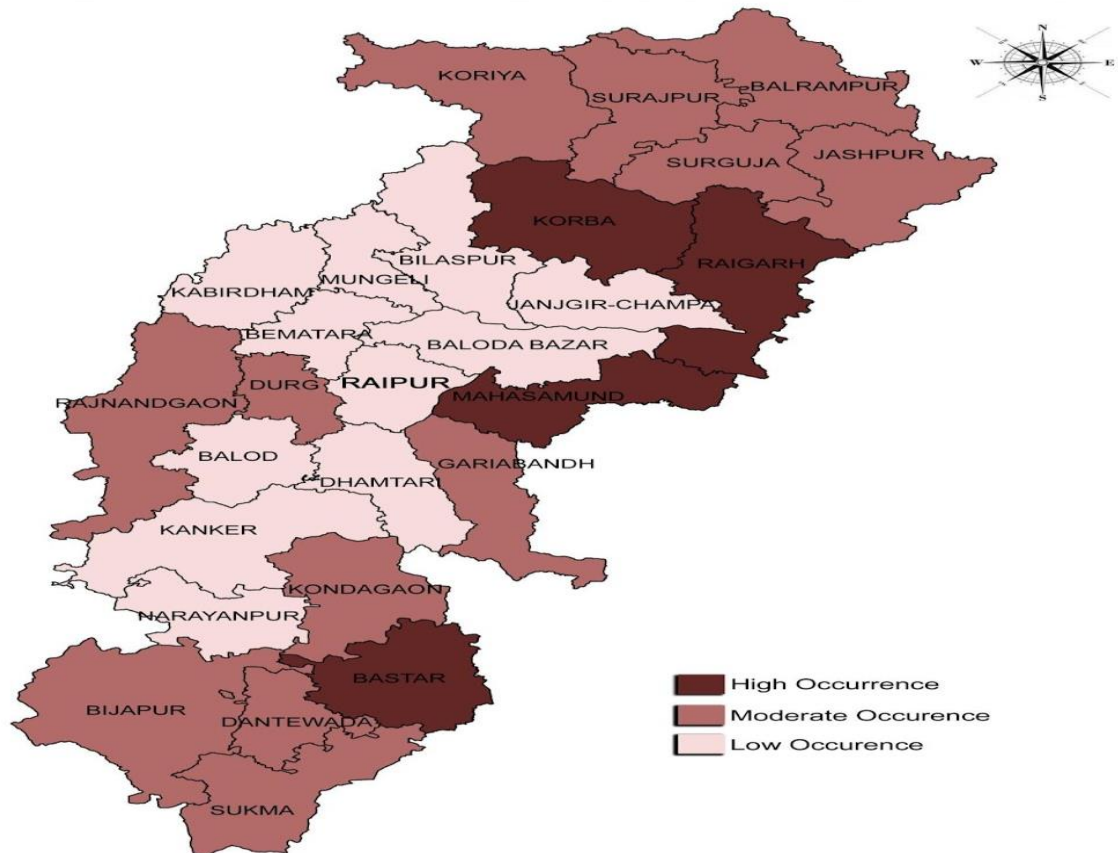 N
W E
S
KORIYA
SURAJPUR
BALRAMPUR
SURGUJA
JASHPUR
KORBA
RAIGARH
BILASPUR
MUNGELI
KABIRDHAM
JANJGIR-CHAMPA
BEMATARA
BALODA BAZAR
DURG
RAIPUR
MAHASAMUND
RAJNANDGAON
BALOD
GARIABANDH
DHAMTARI
KANKER
KONDAGAON
NARAYANPUR
BASTAR
BIJAPUR
DANTEWADA
SUKMA
High Occurrence
Moderate Occurence
Low Occurence